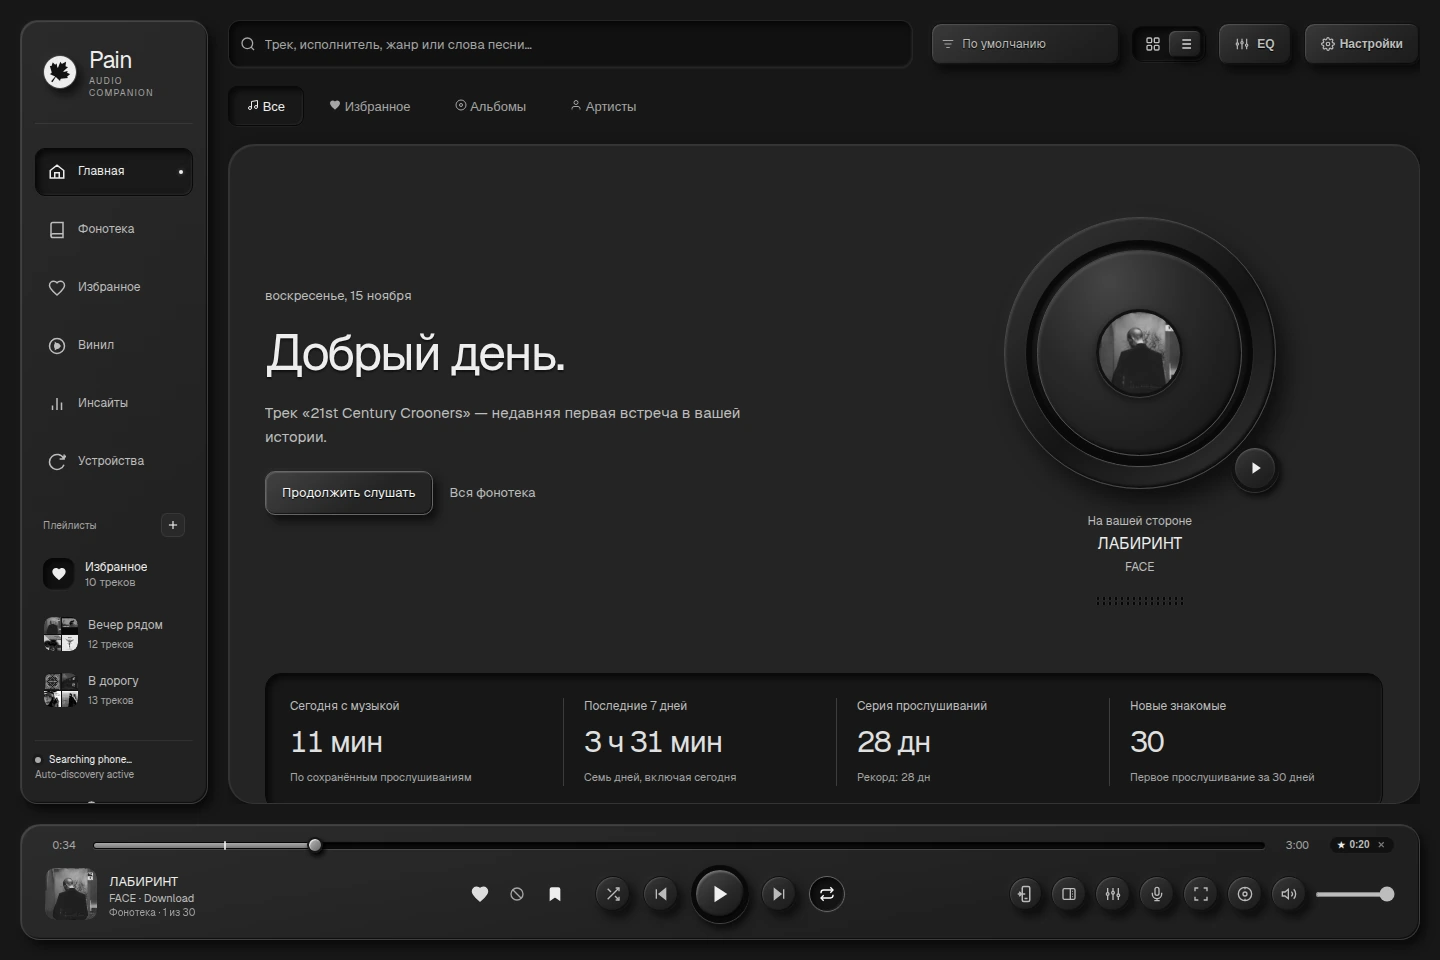 Pain
AUDIO
COMPANION
Трек, исполнитель, жанр или слова песни...
По умолчанию
EQ
Настройки
Все
Избранное
Альбомы
Артисты
Главная
Фонотека
Избранное
Винил
Инсайты
Устройства
Плейлисты
Избранное
10 треков
Вечер рядом
12 треков
В дорогу
13 треков
Searching phone...
Auto-discovery active
воскресенье, 15 ноября
Добрый день.
Трек «21st Century Crooners» — недавняя первая встреча в вашей
истории.
Продолжить слушать
Вся фонотека
На вашей стороне
ЛАБИРИНТ
FACE
Сегодня с музыкой
11 мин
По сохранённым прослушиваниям
Последние 7 дней
3 ч 31 мин
Семь дней, включая сегодня
Серия прослушиваний
28 дн
Рекорд: 28 дн
Новые знакомые
30
Первое прослушивание за 30 дней
0:34
3:00
★ 0:20 ×
ЛАБИРИНТ
FACE · Download
Фонотека · 1 из 30